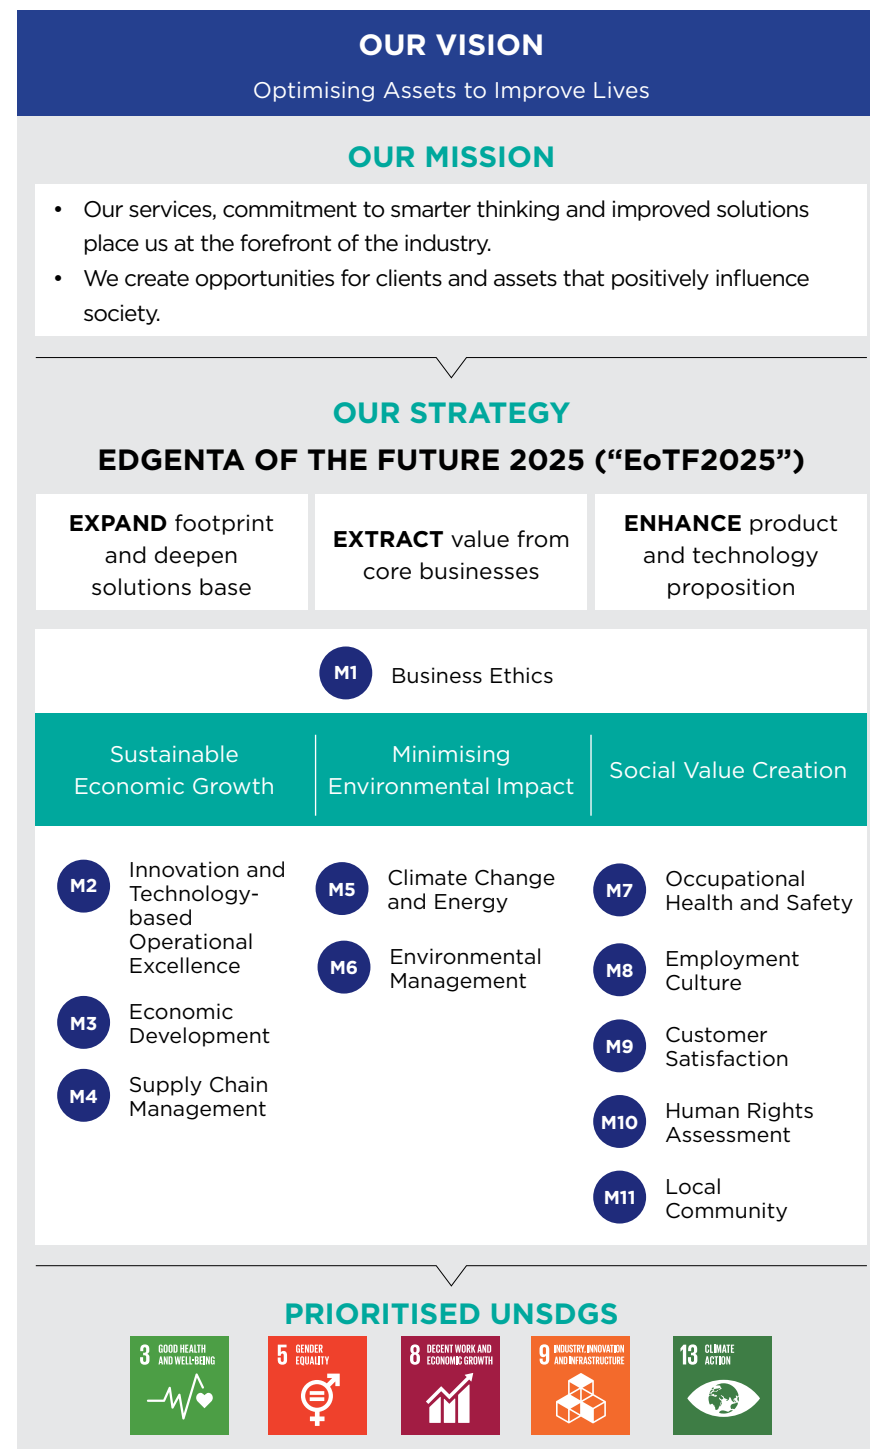 OUR VISION
Optimising Assets to Improve Lives
OUR MISSION
• Our services, commitment to smarter thinking and improved solutions
place us at the forefront of the industry.
• We create opportunities for clients and assets that positively influence
society.
OUR STRATEGY
EDGENTA OF THE FUTURE 2025 (“EoTF2025”)
EXPAND footprint
and deepen
solutions base
EXTRACT value from
core businesses
ENHANCE product
and technology
proposition
M1 Business Ethics
Sustainable
Economic Growth
Minimising
Environmental Impact
Social Value Creation
M2 Innovation and
Technology-
based
Operational
Excellence
M3 Economic
Development
M4 Supply Chain
Management
M5 Climate Change
and Energy
M6 Environmental
Management
M7 Occupational
Health and Safety
M8 Employment
Culture
M9 Customer
Satisfaction
M10 Human Rights
Assessment
M11 Local
Community
PRIORITISED UNSDGS
3 GOOD HEALTH
AND WELL-BEING
5 GENDER
EQUALITY
8 DECENT WORK AND
ECONOMIC GROWTH
9 INDUSTRY, INNOVATION
AND INFRASTRUCTURE
13 CLIMATE
ACTION